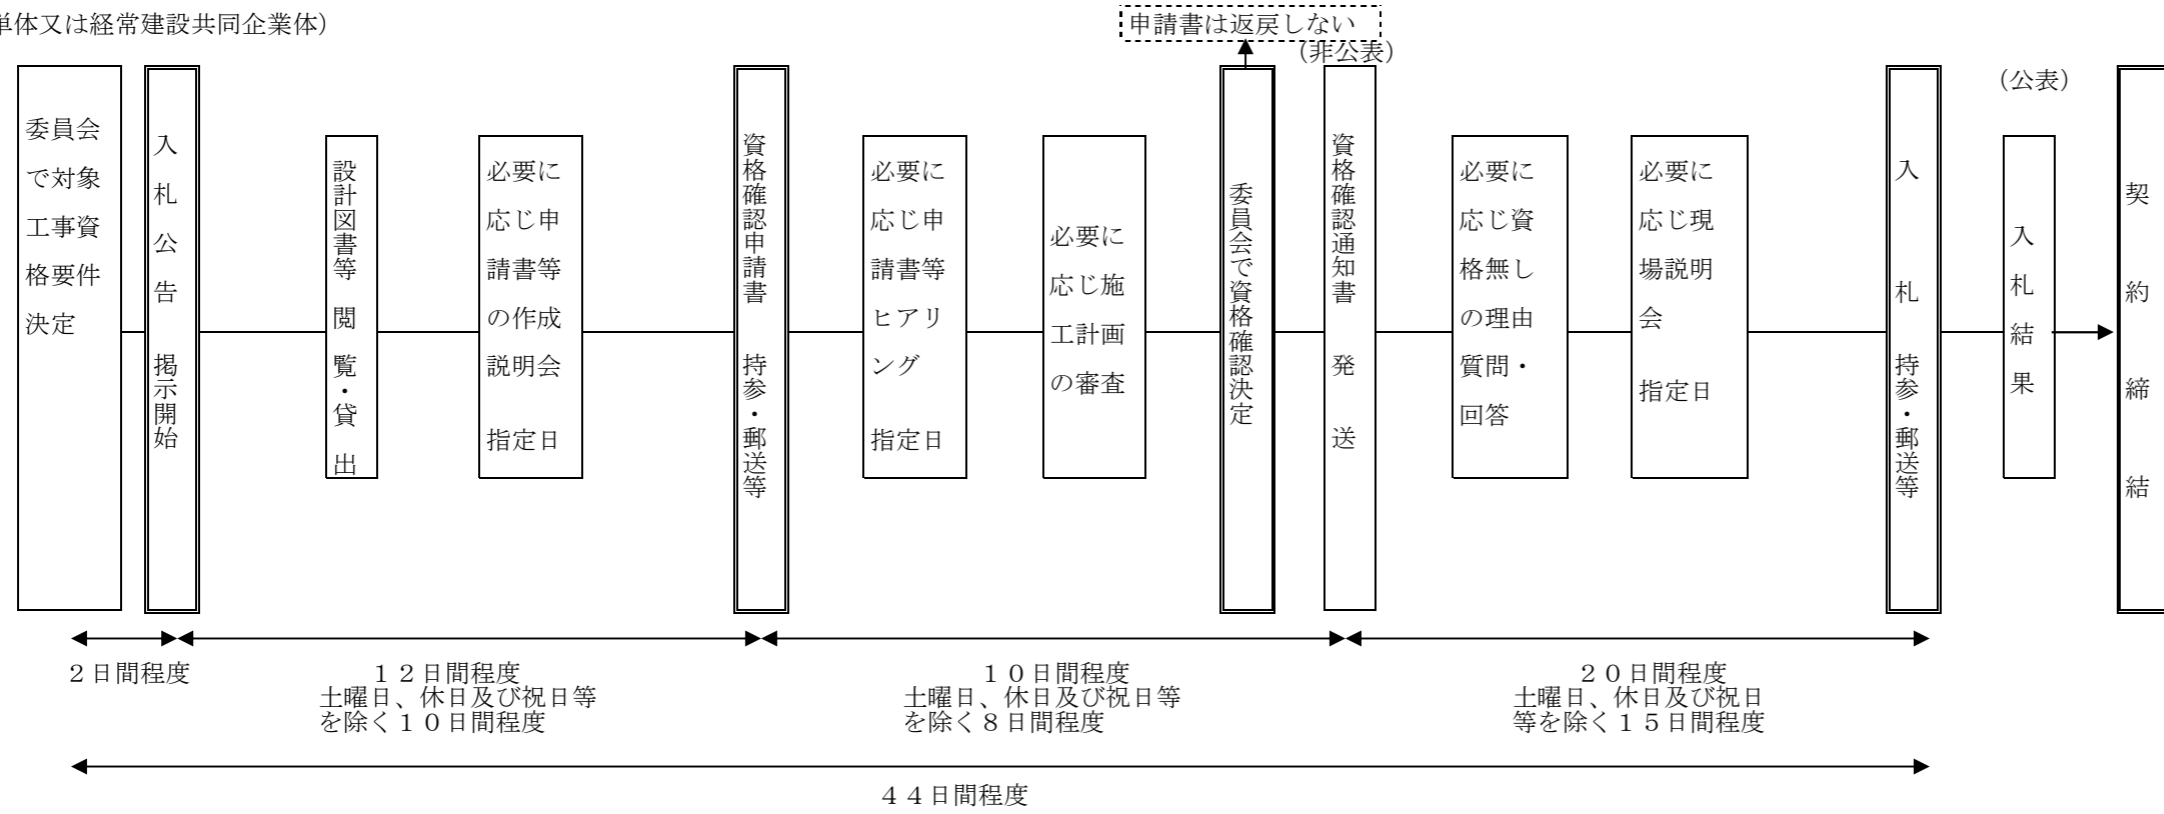 単体又は経常建設共同企業体）
申請書は返戻しない
（非公表）
（公表）
委員会
で対象
工事資
格要件
決定
入札公告　掲示開始
設計図書等　閲覧・貸出
必要に
応じ申
請書等
の作成
説明会
指定日
資格確認申請書　持参・郵送等
必要に
応じ申
請書等
ヒアリ
ング
指定日
必要に
応じ施
工計画
の審査
委員会で資格確認決定
資格確認通知書　発　送
必要に
応じ資
格無し
の理由
質問・
回答
必要に
応じ現
場説明
会
指定日
入　札　持参・郵送等
入札結果
契約締結
２日間程度
１２日間程度
土曜日、休日及び祝日等
を除く１０日間程度
１０日間程度
土曜日、休日及び祝日等
を除く８日間程度
２０日間程度
土曜日、休日及び祝日
等を除く１５日間程度
４４日間程度